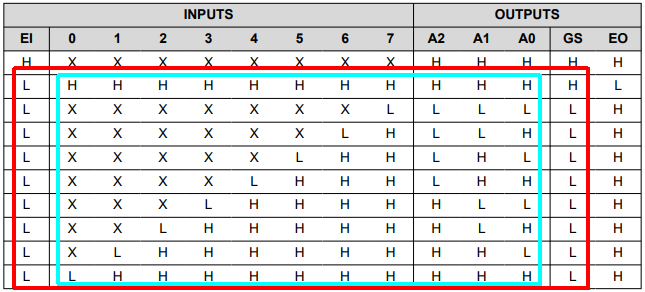 INPUTS OUTPUTS
EI 0 1 2 3 4 5 6 7 A2 A1 A0 GS EO
H X X X X X X X X H H H H H
L H H H H H H H H H H H H L
L X X X X X X X L L L L L H
L X X X X X X L H L L H L H
L X X X X X L H H L H L L H
L X X X X L H H H L H H L H
L X X X L H H H H H L L L H
L X X L H H H H H H L H L H
L X L H H H H H H H H L L H
L L H H H H H H H H H H L H